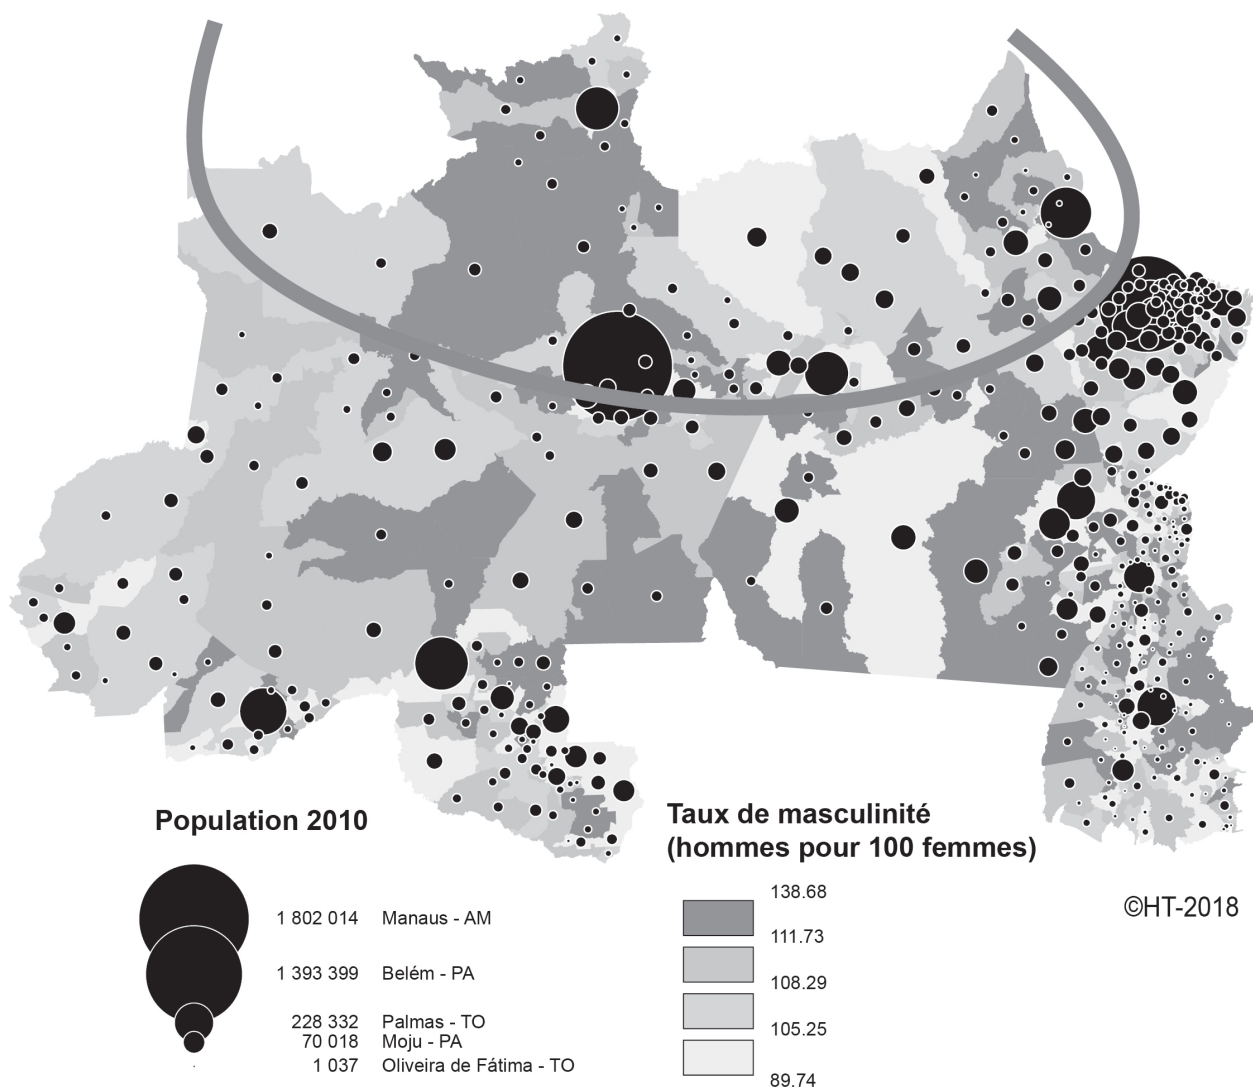 Population 2010
1 802 014 Manaus - AM
1 393 399 Belém - PA
228 332 Palmas - TO
70 018 Moju - PA
1 037 Oliveira de Fátima - TO
Taux de masculinité
(hommes pour 100 femmes)
138.68
111.73
108.29
105.25
89.74
©HT-2018